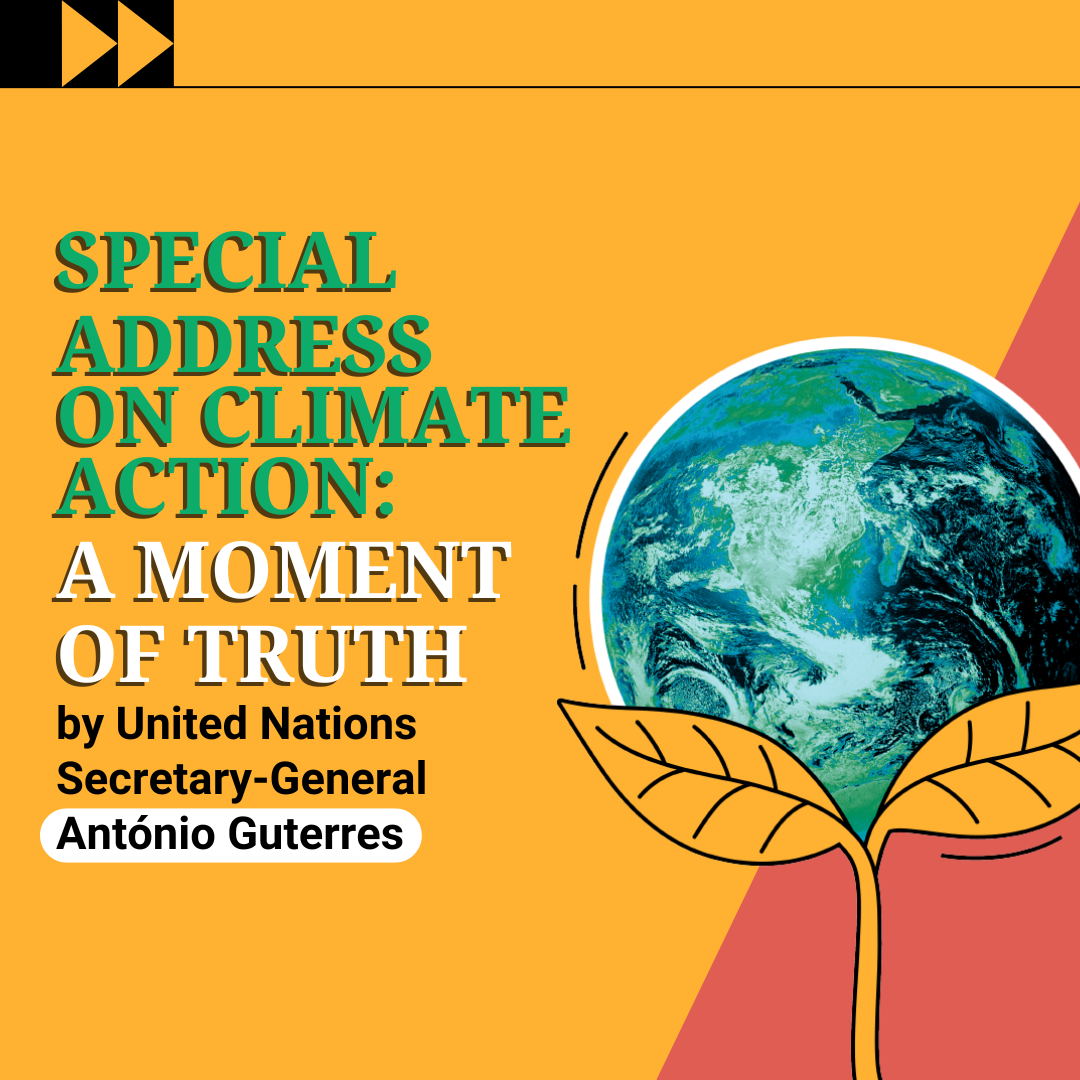 SPECIAL
ADDRESS
ON CLIMATE
ACTION:
A MOMENT
OF TRUTH
by United Nations
Secretary-General
António Guterres